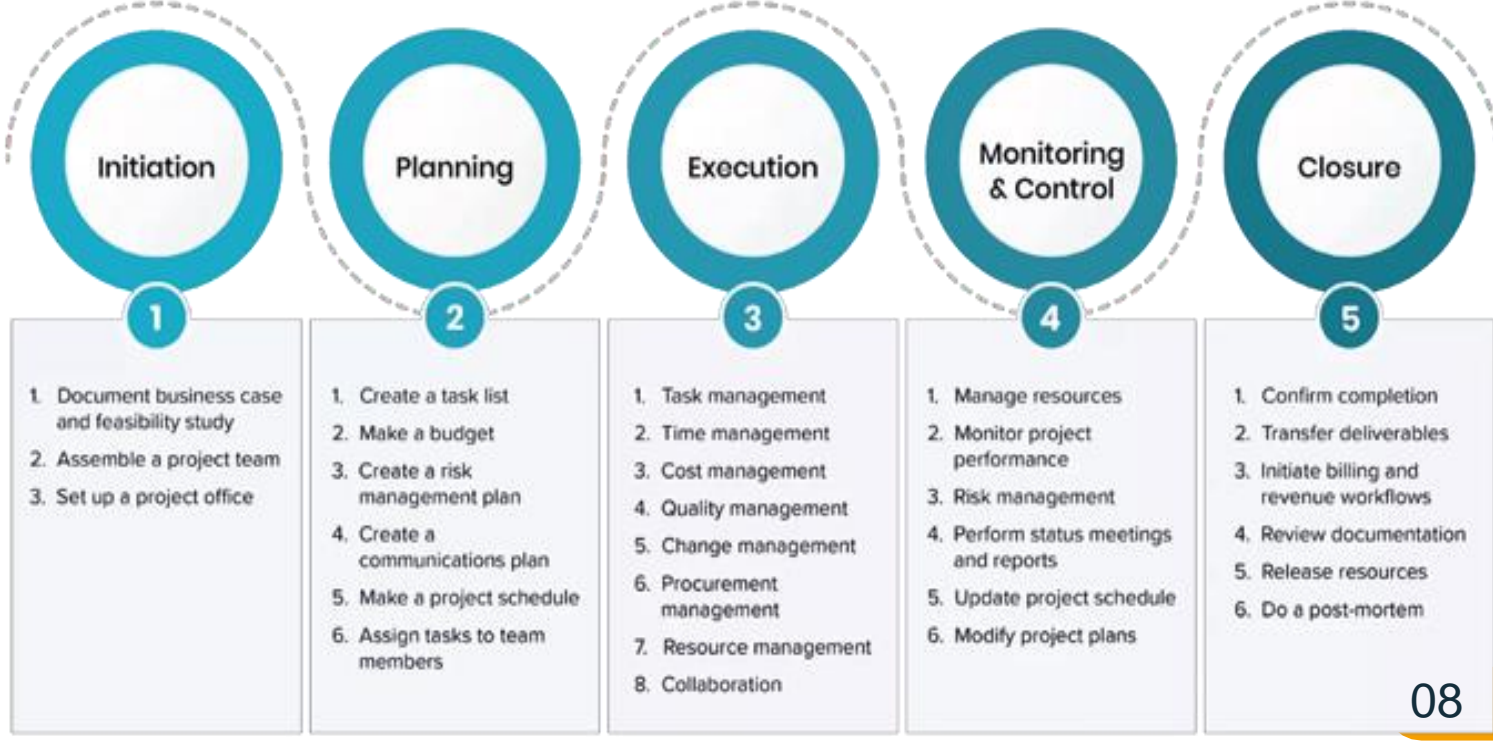 Initiation
1
1. Document business case
and feasibility study
2. Assemble a project team
3. Set up a project office
Planning
2
1. Create a task list
2. Make a budget
3. Create a risk
management plan
4. Create a
communications plan
5. Make a project schedule
6. Assign tasks to team
members
Execution
3
1. Task management
2. Time management
3. Cost management
4. Quality management
5. Change management
6. Procurement
management
7. Resource management
8. Collaboration
Monitoring
& Control
4
1. Manage resources
2. Monitor project
performance
3. Risk management
4. Perform status meetings
and reports
5. Update project schedule
6. Modify project plans
Closure
5
1. Confirm completion
2. Transfer deliverables
3. Initiate billing and
revenue workflows
4. Review documentation
5. Release resources
6. Do a post-mortem
08